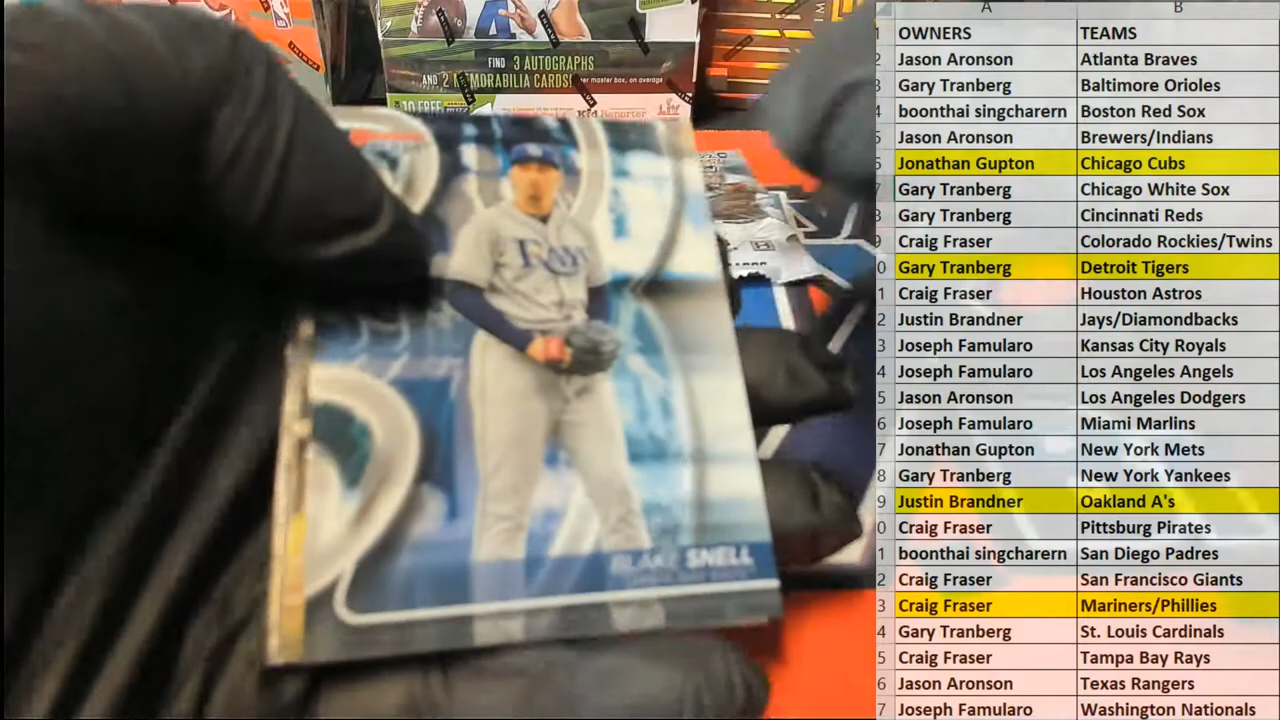 FIND 3 AUTOGRAPHS
AND 2 MEMORABILIA CARDS! per master box, on average
10 FREE
Kid Reporter
Rays
BLAKE SNELL
A B
OWNERS TEAMS
Jason Aronson Atlanta Braves
Gary Tranberg Baltimore Orioles
boonthai singcharern Boston Red Sox
Jason Aronson Brewers/Indians
Jonathan Gupton Chicago Cubs
Gary Tranberg Chicago White Sox
Gary Tranberg Cincinnati Reds
Craig Fraser Colorado Rockies/Twins
Gary Tranberg Detroit Tigers
Craig Fraser Houston Astros
Justin Brandner Jays/Diamondbacks
Joseph Famularo Kansas City Royals
Joseph Famularo Los Angeles Angels
Jason Aronson Los Angeles Dodgers
Joseph Famularo Miami Marlins
Jonathan Gupton New York Mets
Gary Tranberg New York Yankees
Justin Brandner Oakland A's
Craig Fraser Pittsburg Pirates
boonthai singcharern San Diego Padres
Craig Fraser San Francisco Giants
Craig Fraser Mariners/Phillies
Gary Tranberg St. Louis Cardinals
Craig Fraser Tampa Bay Rays
Jason Aronson Texas Rangers
Joseph Famularo Washington Nationals